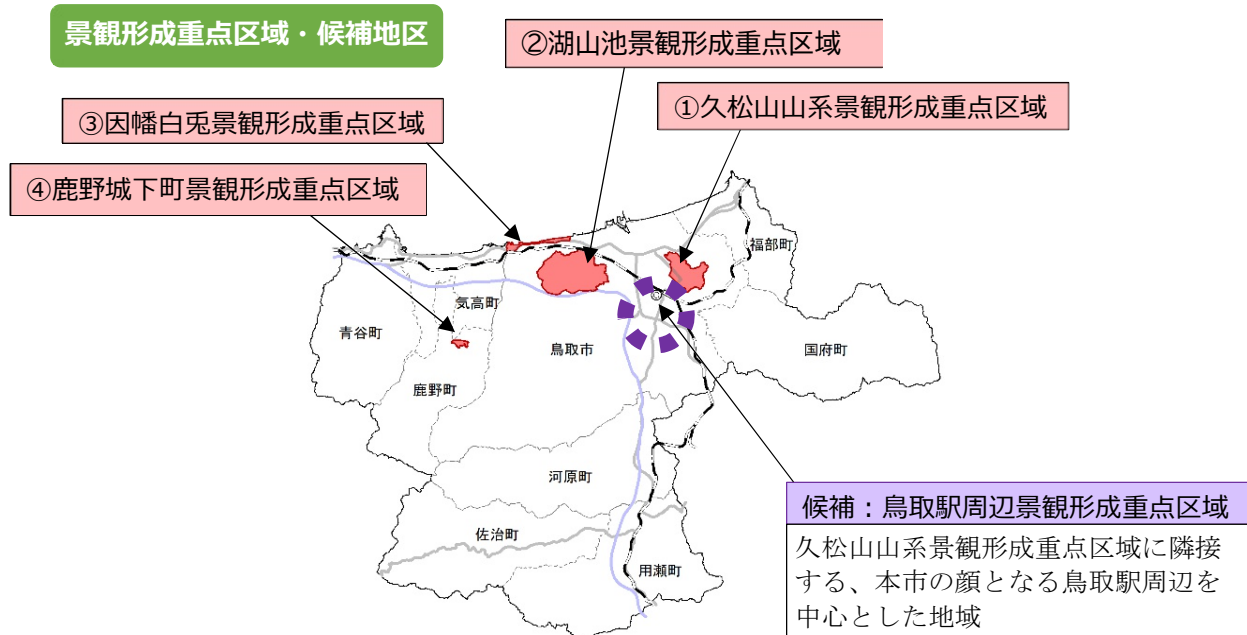 景観形成重点区域・候補地区
②湖山池景観形成重点区域
①久松山山系景観形成重点区域
③因幡白兎景観形成重点区域
④鹿野城下町景観形成重点区域
福部町
気高町
青谷町
鳥取市
国府町
鹿野町
河原町
佐治町
用瀬町
候補：鳥取駅周辺景観形成重点区域
久松山山系景観形成重点区域に隣接
する、本市の顔となる鳥取駅周辺を
中心とした地域